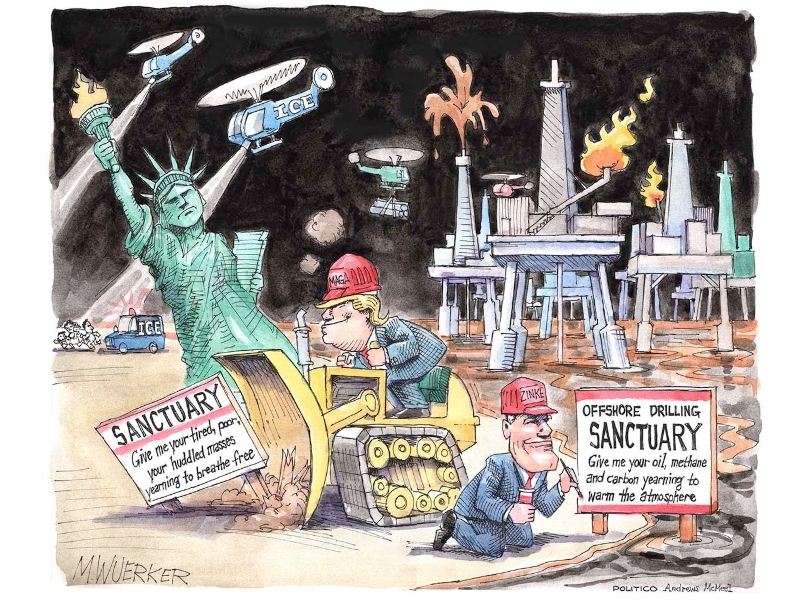 ICE
ICE
MAGA
SANCTUARY
Give me your tired, poor,
your huddled masses
yearning to breathe free
ZINKE
OFFSHORE DRILLING
SANCTUARY
Give me your oil, methane
and carbon yearning to
warm the atmosphere
M.WUERKER
POLITICO Andrews McMeel